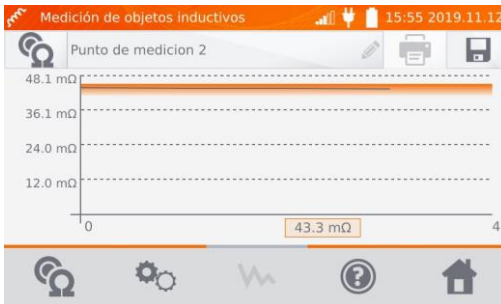 Medición de objetos inductivos 15:55 2019.11.12
Punto de medicion 2
48.1 mΩ
36.1 mΩ
24.0 mΩ
12.0 mΩ
0 4
43.3 mΩ